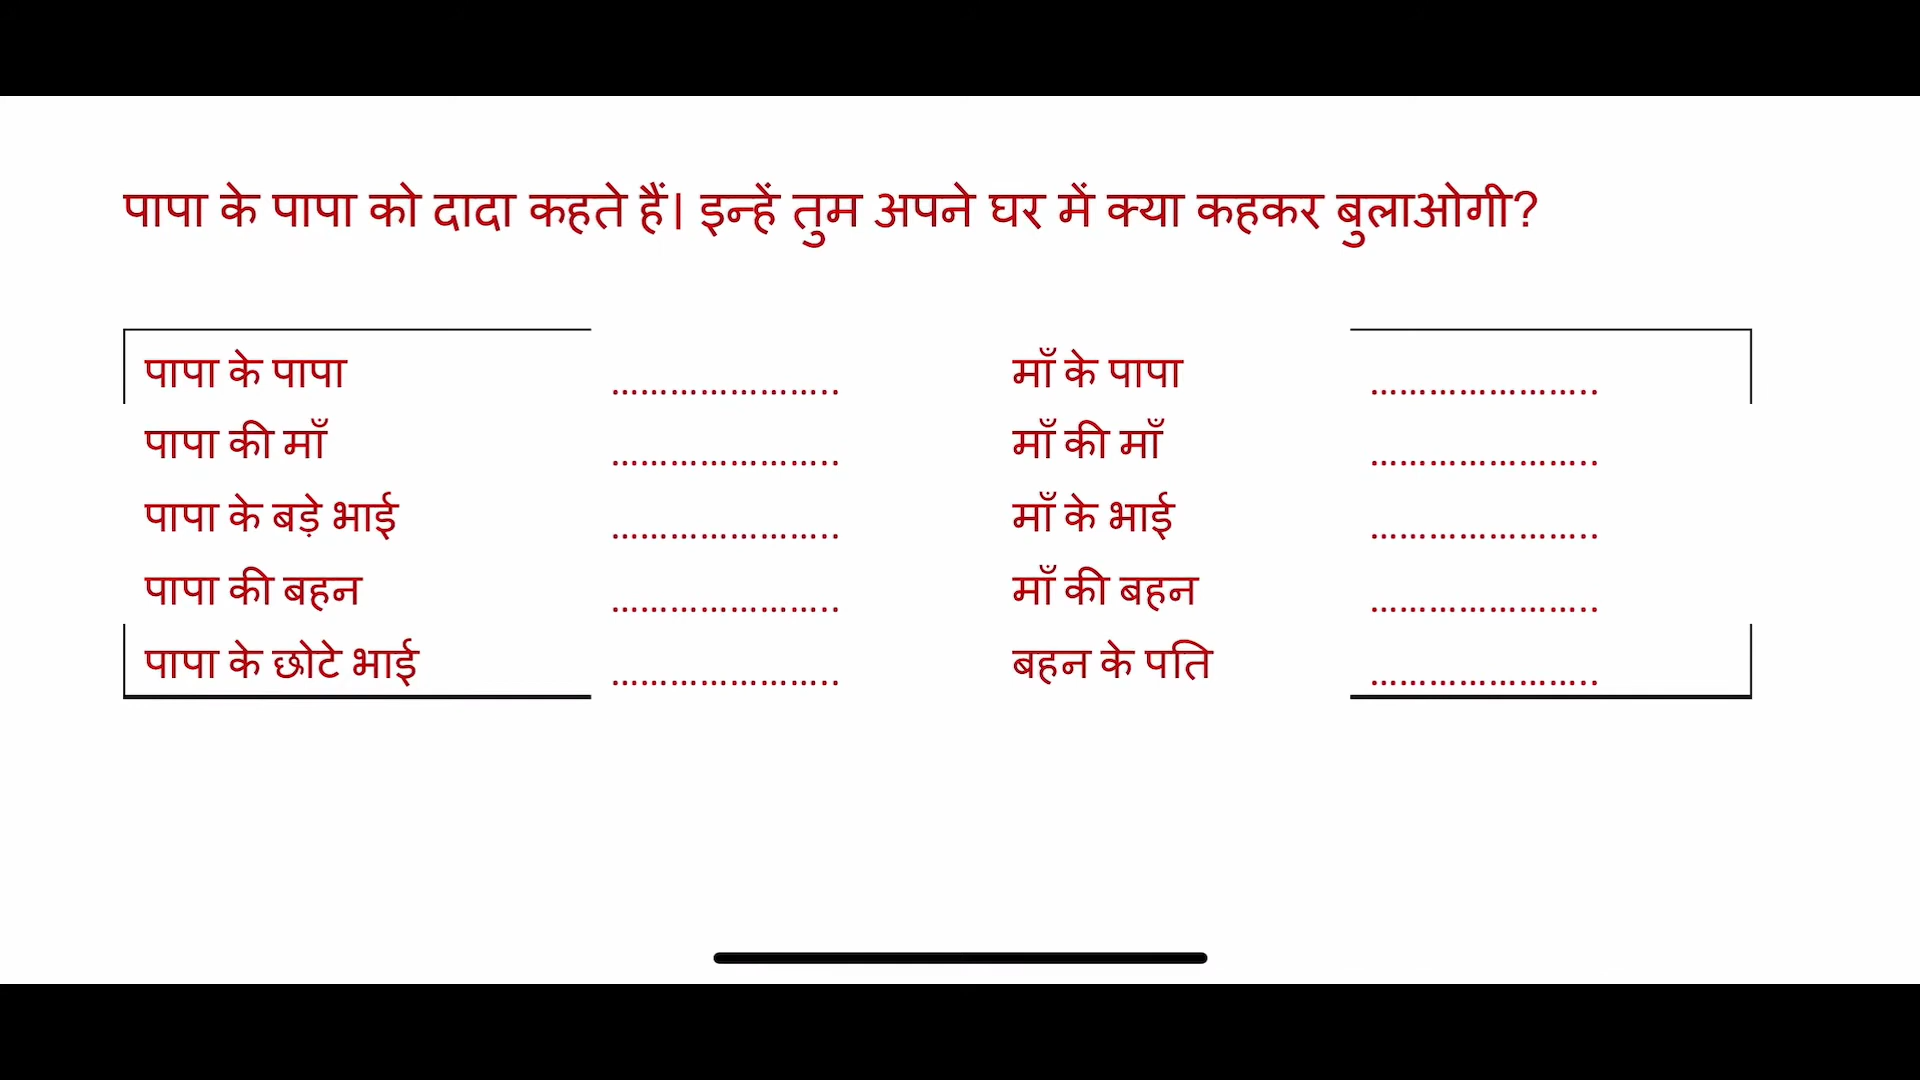 पापा के पापा को दादा कहते हैं। इन्हें तुम अपने घर में क्या कहकर बुलाओगी?
पापा के पापा ………………….. माँ के पापा …………………..
पापा की माँ ………………….. माँ की माँ …………………..
पापा के बड़े भाई ………………….. माँ के भाई …………………..
पापा की बहन ………………….. माँ की बहन …………………..
पापा के छोटे भाई ………………….. बहन के पति …………………..